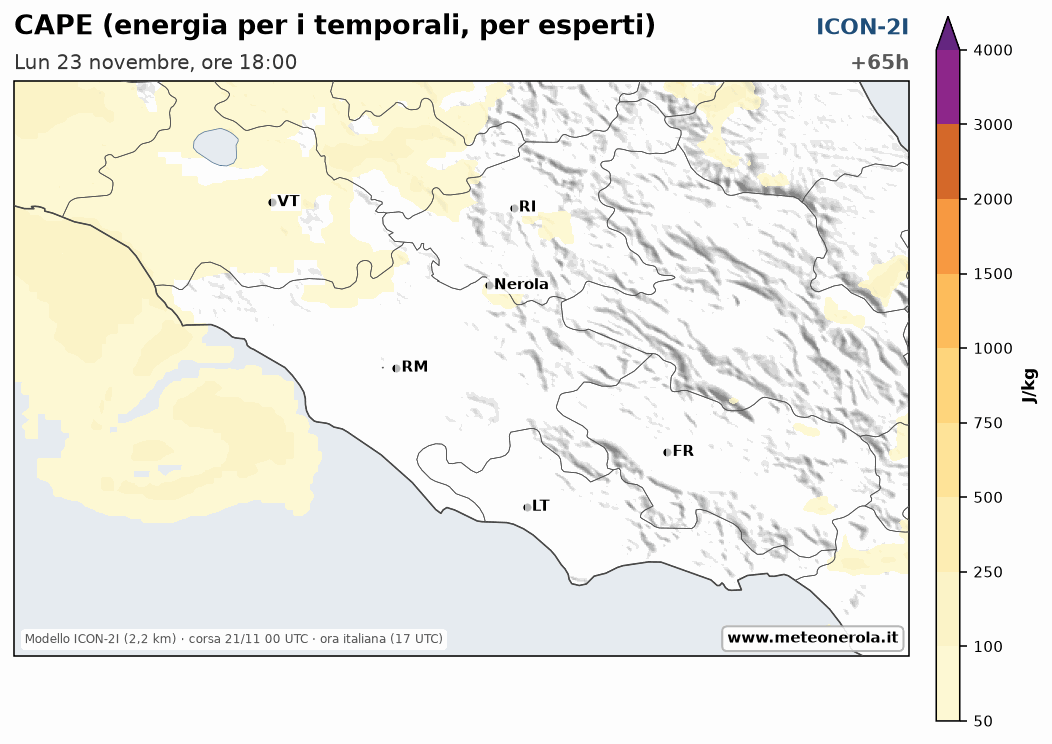 CAPE (energia per i temporali, per esperti)
ICON-2I
Lun 23 novembre, ore 18:00
+65h
VT
RI
Nerola
RM
FR
LT
Modello ICON-2I (2,2 km) · corsa 21/11 00 UTC · ora italiana (17 UTC)
www.meteonerola.it
4000
3000
2000
1500
1000
750
500
250
100
50
J/kg